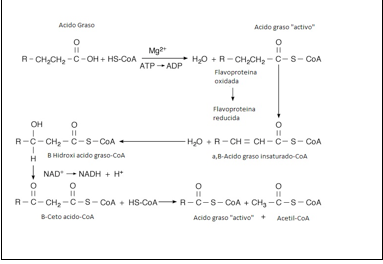 Acido Graso
Acido graso "activo"
O
O
R – CH₂CH₂ – C – OH + HS-CoA
Mg²⁺
ATP → ADP
H₂O + R – CH₂CH₂ – C – S – CoA
Flavoproteina
oxidada
Flavoproteina
reducida
OH
O
O
R – C – CH₂ – C – S – CoA
H₂O + R – CH = CH – C – S – CoA
H
B Hidroxi acido graso-CoA
a,B-Acido graso insaturado-CoA
NAD⁺ → NADH + H⁺
O
O
O
O
R – C – CH₂ – C – S – CoA + HS-CoA
R – C – S – CoA + CH₃ – C – S – CoA
B-Ceto acido-CoA
Acido graso "activo" + Acetil-CoA